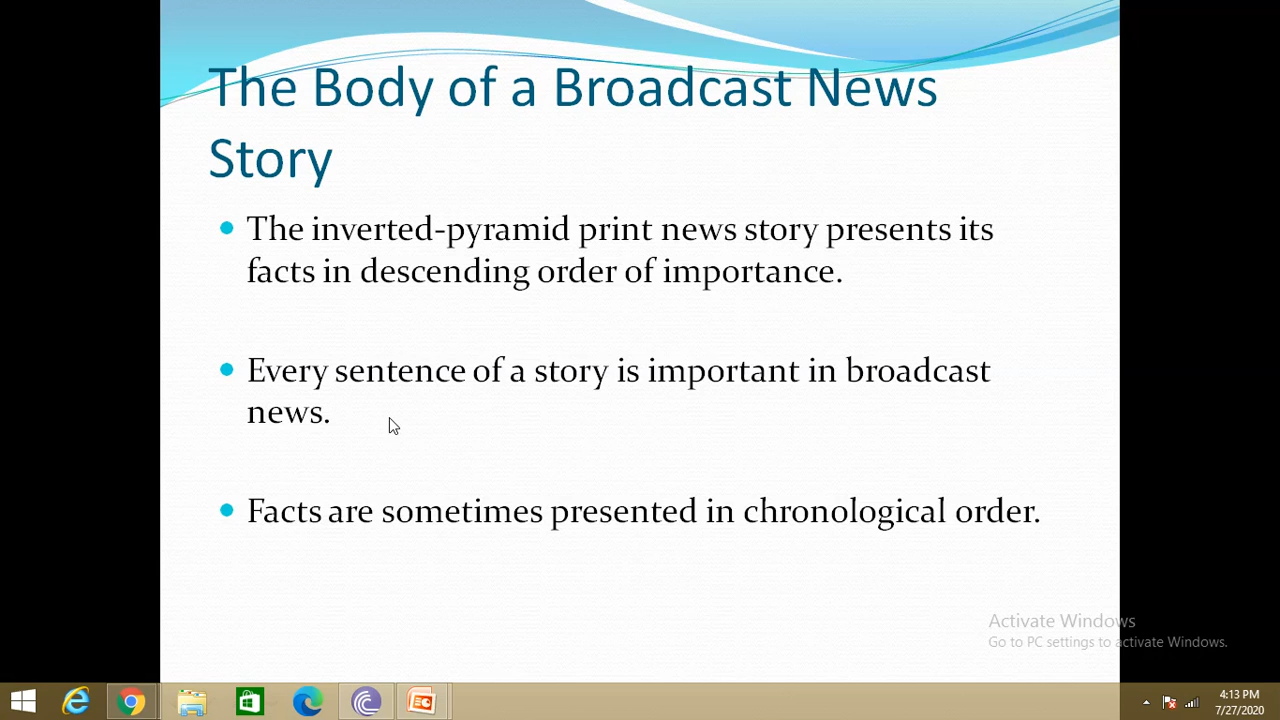 The Body of a Broadcast News
Story
The inverted-pyramid print news story presents its
facts in descending order of importance.
Every sentence of a story is important in broadcast
news.
Facts are sometimes presented in chronological order.
Activate Windows
Go to PC settings to activate Windows.
4:13 PM
7/27/2020